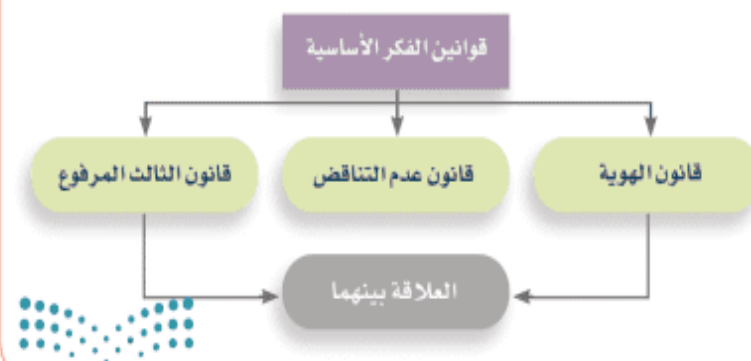 قوانين الفكر الأساسية
قانون الهوية
قانون عدم التناقض
قانون الثالث المرفوع
العلاقة بينهما